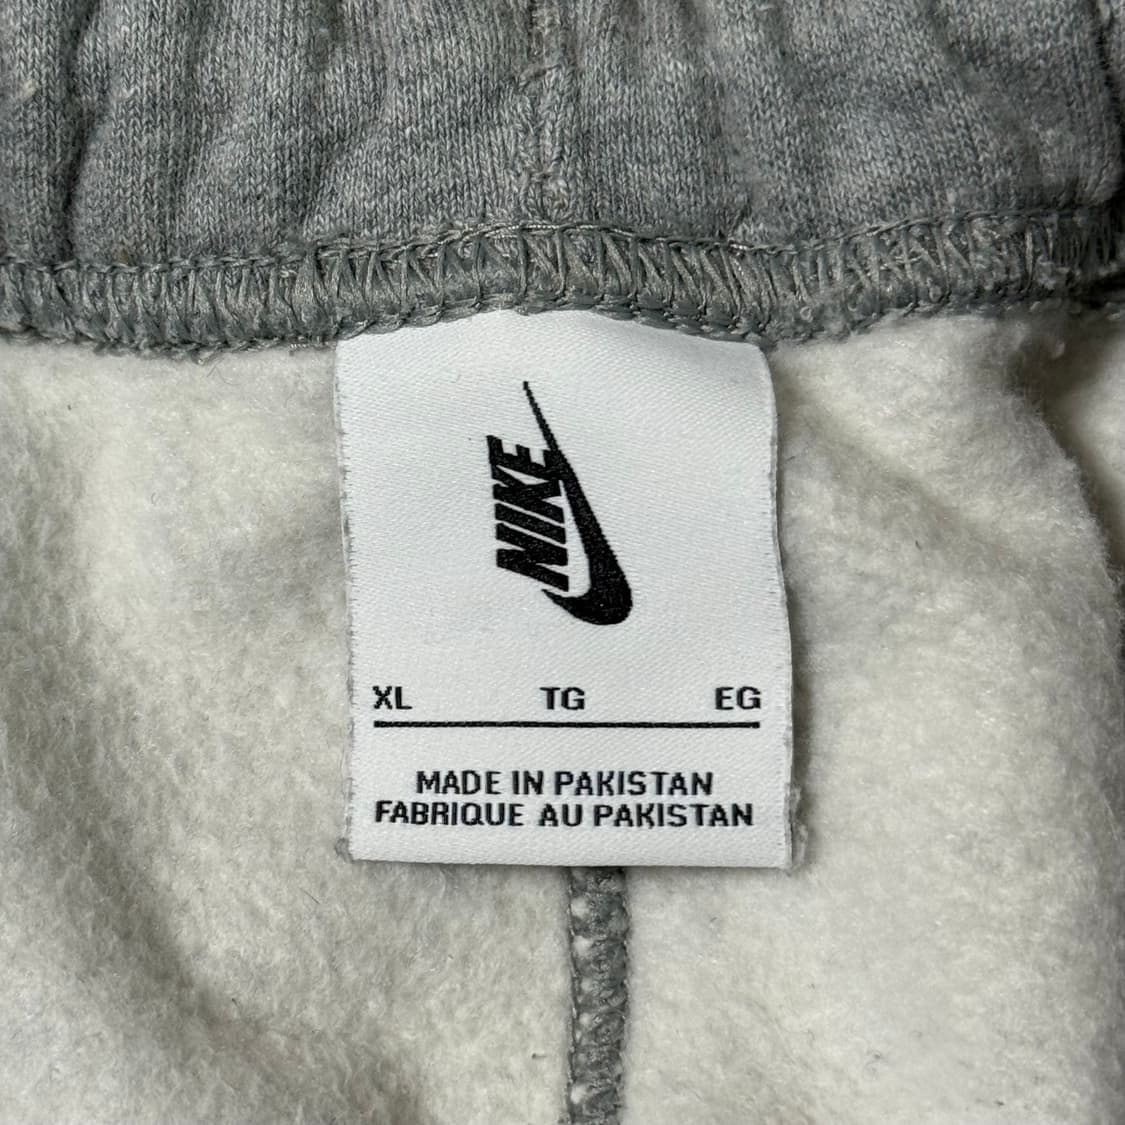 NIKE
XL TG EG
MADE IN PAKISTAN
FABRIQUE AU PAKISTAN